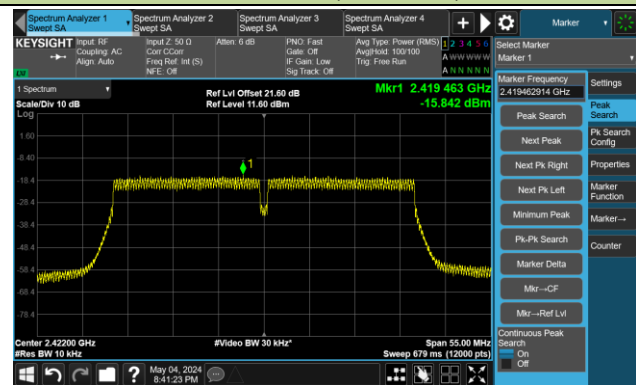 Spectrum Analyzer 1
Swept SA
Spectrum Analyzer 2
Swept SA
Spectrum Analyzer 3
Swept SA
Spectrum Analyzer 4
Swept SA
Marker
KEYSIGHT
Input: RF
Coupling: AC
Align: Auto
Input Z: 50 Ω
Corr CCorr
Freq Ref: Int (S)
NFE: Off
Atten: 6 dB
PNO: Fast
Gate: Off
IF Gain: Low
Sig Track: Off
Avg Type: Power (RMS)
Avg|Hold: 100/100
Trig: Free Run
1 2 3 4 5 6
A W W W W W
A N N N N N
LXI
Select Marker
Marker 1
1 Spectrum
Scale/Div 10 dB
Log
Ref Lvl Offset 21.60 dB
Ref Level 11.60 dBm
Mkr1 2.419 463 GHz
-15.842 dBm
1.60
-8.40
-18.4
-28.4
-38.4
-48.4
-58.4
-68.4
-78.4
1
Center 2.42200 GHz
#Res BW 10 kHz
#Video BW 30 kHz*
Span 55.00 MHz
Sweep 679 ms (12000 pts)
Marker Frequency
2.419462914 GHz
Peak Search
Next Peak
Next Pk Right
Next Pk Left
Minimum Peak
Pk-Pk Search
Marker Delta
Mkr→CF
Mkr→Ref Lvl
Continuous Peak
Search
On
Off
Settings
Peak
Search
Pk Search
Config
Properties
Marker
Function
Marker→
Counter
?
May 04, 2024
8:41:23 PM